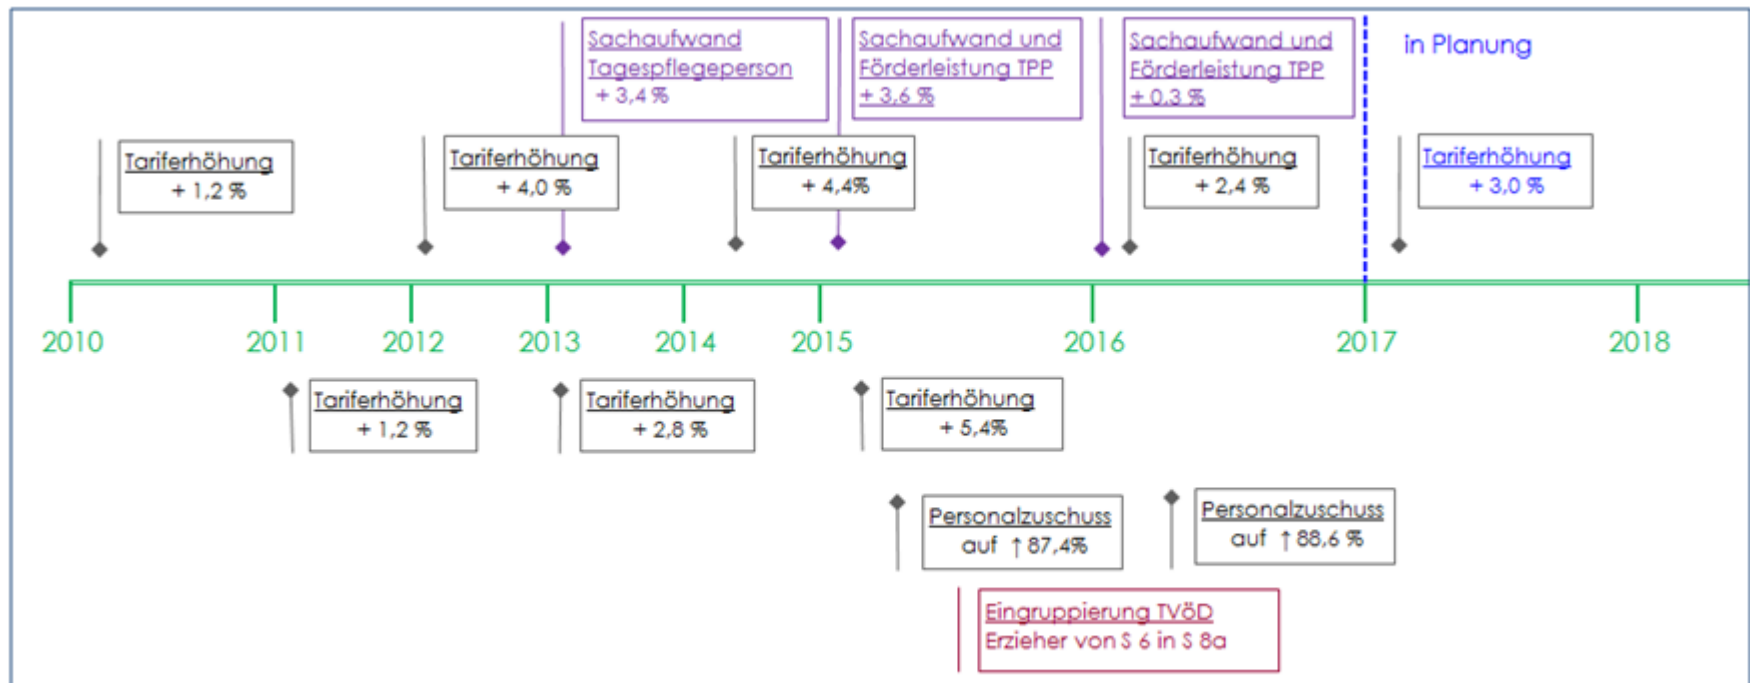 Sachaufwand
Tagespflegeperson
+ 3,4 %
Sachaufwand und
Förderleistung TPP
+ 3,6 %
Sachaufwand und
Förderleistung TPP
+ 0,3 %
in Planung
Tariferhöhung
+ 1,2 %
Tariferhöhung
+ 4,0 %
Tariferhöhung
+ 4,4%
Tariferhöhung
+ 2,4 %
Tariferhöhung
+ 3,0 %
2010 2011 2012 2013 2014 2015 2016 2017 2018
Tariferhöhung
+ 1,2 %
Tariferhöhung
+ 2,8 %
Tariferhöhung
+ 5,4%
Personalzuschuss
auf ↑ 87,4%
Personalzuschuss
auf ↑ 88,6 %
Eingruppierung TVöD
Erzieher von S 6 in S 8a